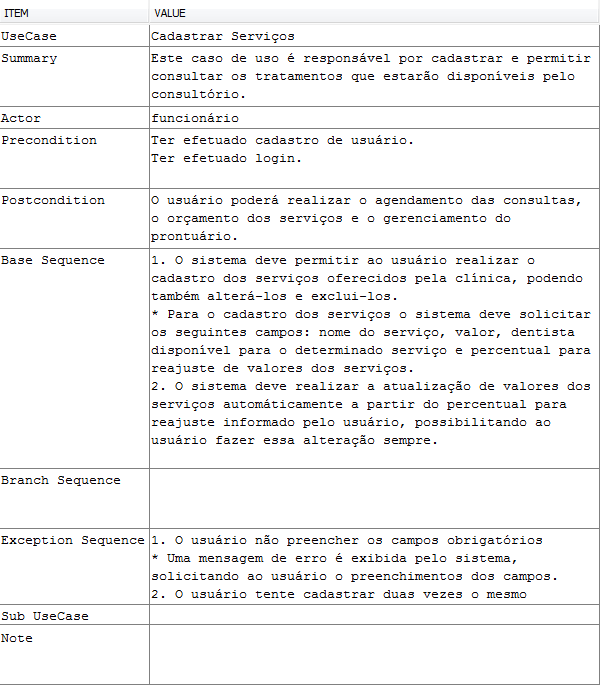 ITEM VALUE
UseCase Cadastrar Serviços
Summary Este caso de uso é responsável por cadastrar e permitir
consultar os tratamentos que estarão disponíveis pelo
consultório.
Actor funcionário
Precondition Ter efetuado cadastro de usuário.
Ter efetuado login.
Postcondition O usuário poderá realizar o agendamento das consultas,
o orçamento dos serviços e o gerenciamento do
prontuário.
Base Sequence 1. O sistema deve permitir ao usuário realizar o
cadastro dos serviços oferecidos pela clínica, podendo
também alterá-los e exclui-los.
* Para o cadastro dos serviços o sistema deve solicitar
os seguintes campos: nome do serviço, valor, dentista
disponível para o determinado serviço e percentual para
reajuste de valores dos serviços.
2. O sistema deve realizar a atualização de valores dos
serviços automáticamente a partir do percentual para
reajuste informado pelo usuário, possibilitando ao
usuário fazer essa alteração sempre.
Branch Sequence
Exception Sequence 1. O usuário não preencher os campos obrigatórios
* Uma mensagem de erro é exibida pelo sistema,
solicitando ao usuário o preenchimentos dos campos.
2. O usuário tente cadastrar duas vezes o mesmo
Sub UseCase
Note